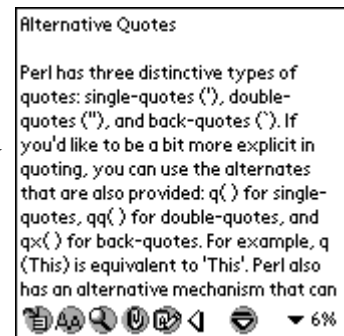 Alternative Quotes
Perl has three distinctive types of
quotes: single-quotes ('), double-
quotes ("), and back-quotes (`). If
you'd like to be a bit more explicit in
quoting, you can use the alternates
that are also provided: q( ) for single-
quotes, qq( ) for double-quotes, and
qx( ) for back-quotes. For example, q
(This) is equivalent to 'This'. Perl also
has an alternative mechanism that can
6%